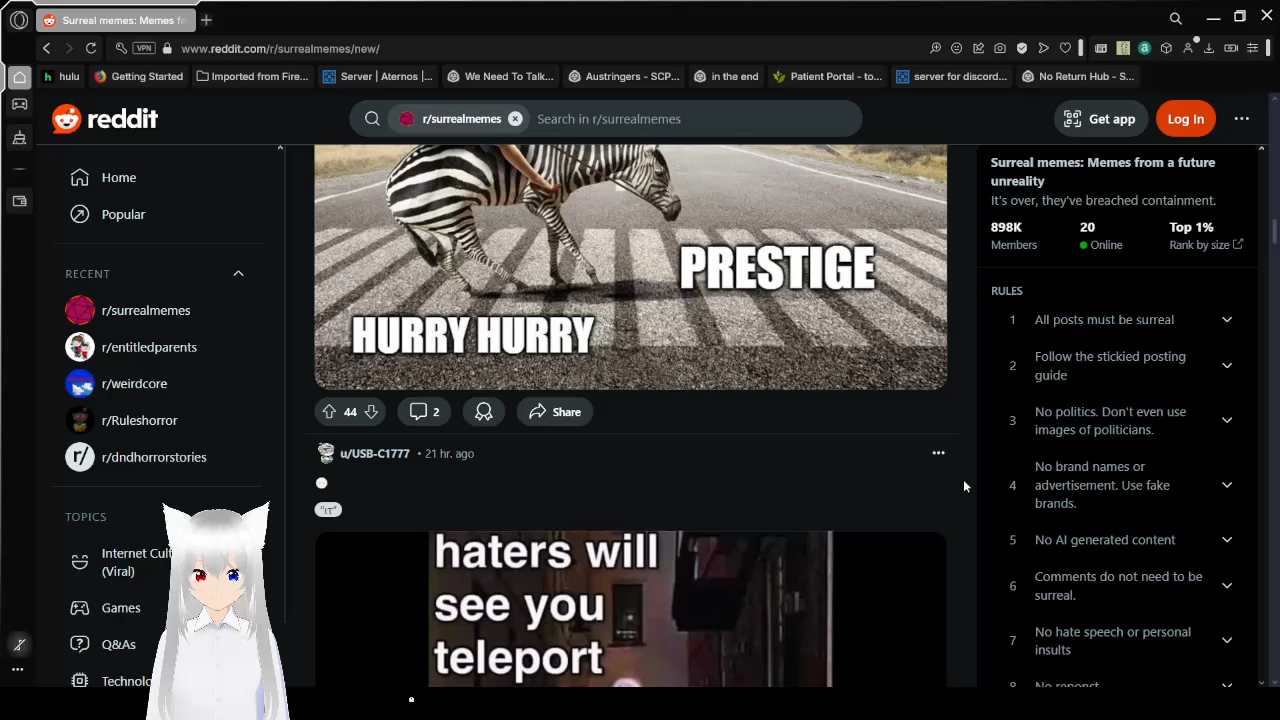 Surreal memes: Memes fr
VPN
www.reddit.com/r/surrealmemes/new/
hulu
Getting Started
Imported from Fire...
Server | Aternos |...
We Need To Talk...
Austringers - SCP...
in the end
Patient Portal - to...
server for discord...
No Return Hub - S...
reddit
r/surrealmemes
Search in r/surrealmemes
Get app
Log In
Home
Popular
RECENT
r/surrealmemes
r/entitledparents
r/weirdcore
r/Ruleshorror
r/dndhorrorstories
TOPICS
Internet Cul
(Viral)
Games
Q&As
Technolo
PRESTIGE
HURRY HURRY
44
2
Share
u/USB-C1777 • 21 hr. ago
"ıT"
haters will
see you
teleport
Surreal memes: Memes from a future
unreality
It's over, they've breached containment.
898K
Members
20
Online
Top 1%
Rank by size
RULES
1 All posts must be surreal
2 Follow the stickied posting
guide
3 No politics. Don't even use
images of politicians.
4 No brand names or
advertisement. Use fake
brands.
5 No AI generated content
6 Comments do not need to be
surreal.
7 No hate speech or personal
insults